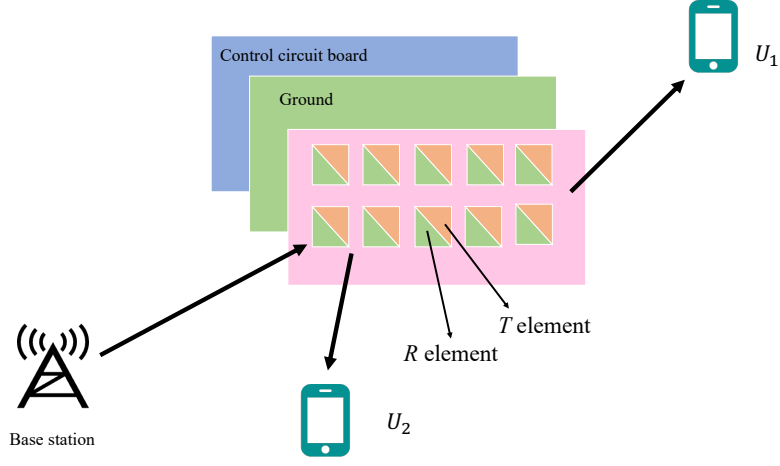 Control circuit board
U₁
Ground
T element
R element
U₂
Base station